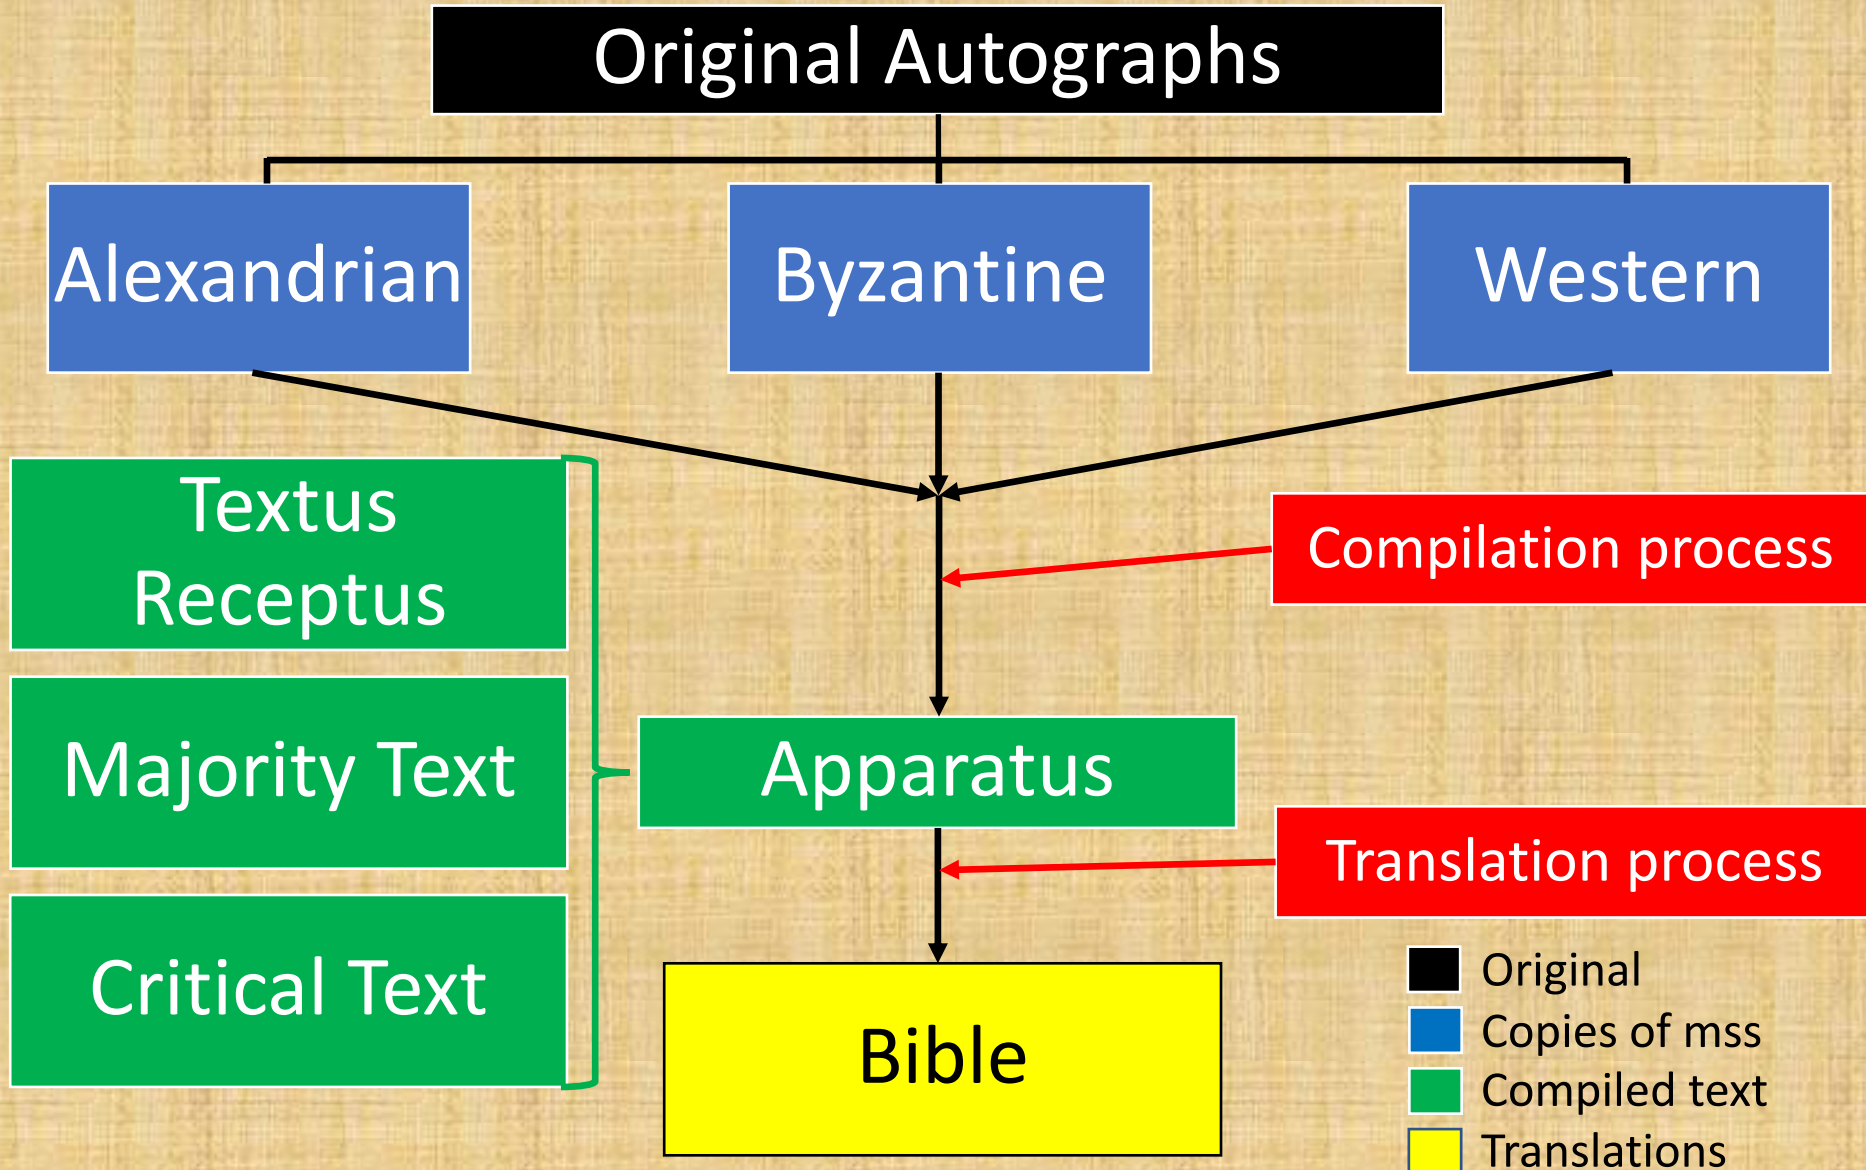 Original Autographs
Alexandrian
Byzantine
Western
Textus
Receptus
Compilation process
Majority Text
Apparatus
Translation process
Critical Text
Bible
Original
Copies of mss
Compiled text
Translations